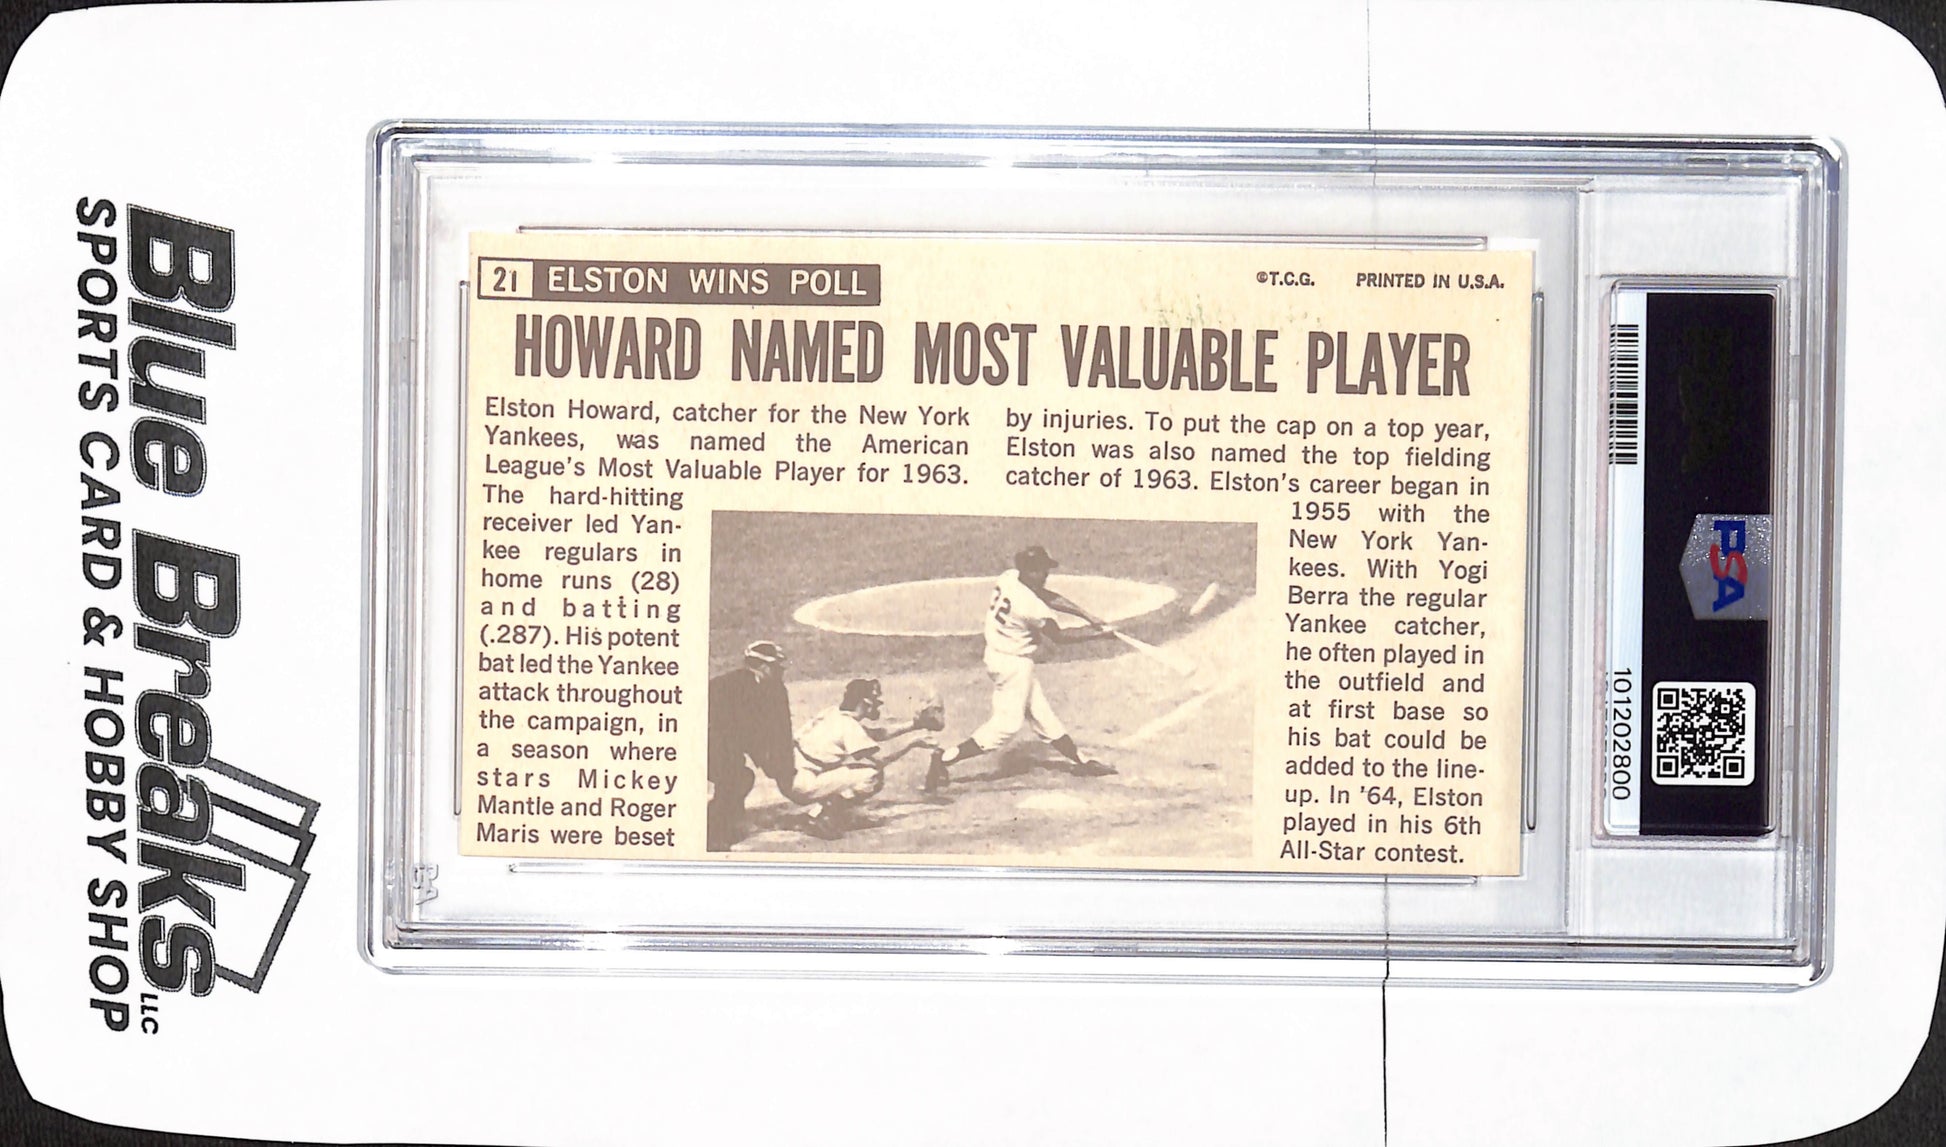 Blue Breaks LLC
SPORTS CARD & HOBBY SHOP
21 ELSTON WINS POLL
©T.C.G. PRINTED IN U.S.A.
HOWARD NAMED MOST VALUABLE PLAYER
Elston Howard, catcher for the New York
Yankees, was named the American
League's Most Valuable Player for 1963.
The hard-hitting
receiver led Yan-
kee regulars in
home runs (28)
and batting
(.287). His potent
bat led the Yankee
attack throughout
the campaign, in
a season where
stars Mickey
Mantle and Roger
Maris were beset
by injuries. To put the cap on a top year,
Elston was also named the top fielding
catcher of 1963. Elston's career began in
1955 with the
New York Yan-
kees. With Yogi
Berra the regular
Yankee catcher,
he often played in
the outfield and
at first base so
his bat could be
added to the line-
up. In '64, Elston
played in his 6th
All-Star contest.
32
PSA
101202800
PSA